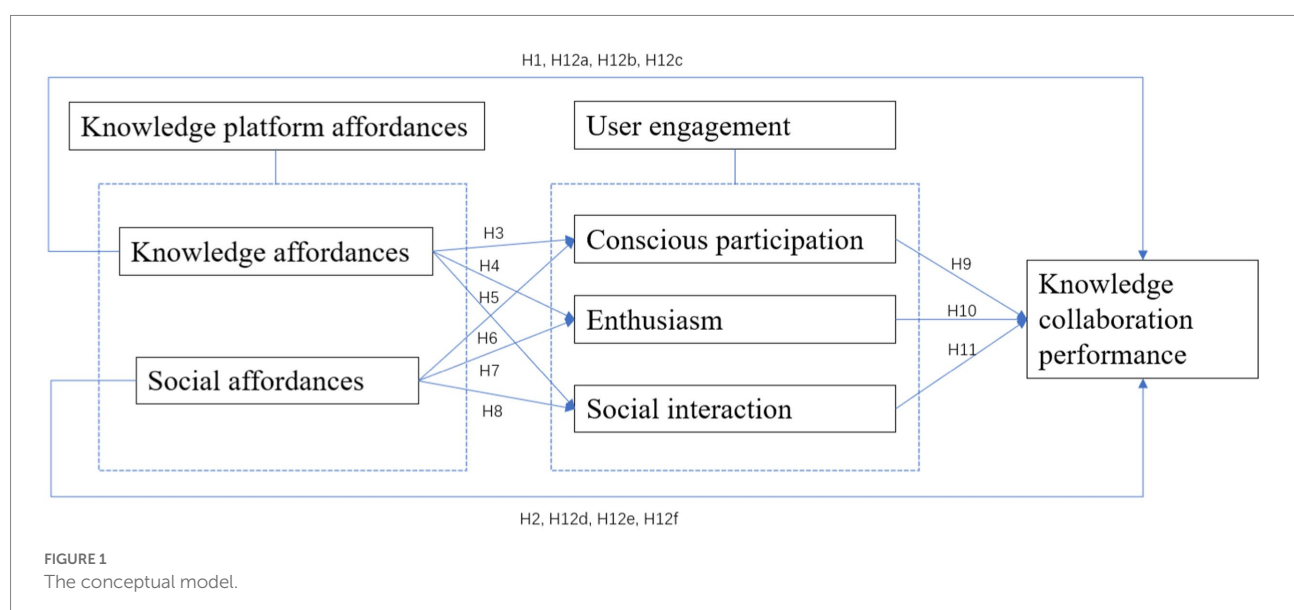 H1, H12a, H12b, H12c
Knowledge platform affordances
User engagement
Knowledge affordances
Social affordances
H3
H4
H5
H6
H7
H8
Conscious participation
Enthusiasm
Social interaction
H9
H10
H11
Knowledge
collaboration
performance
H2, H12d, H12e, H12f
FIGURE 1
The conceptual model.